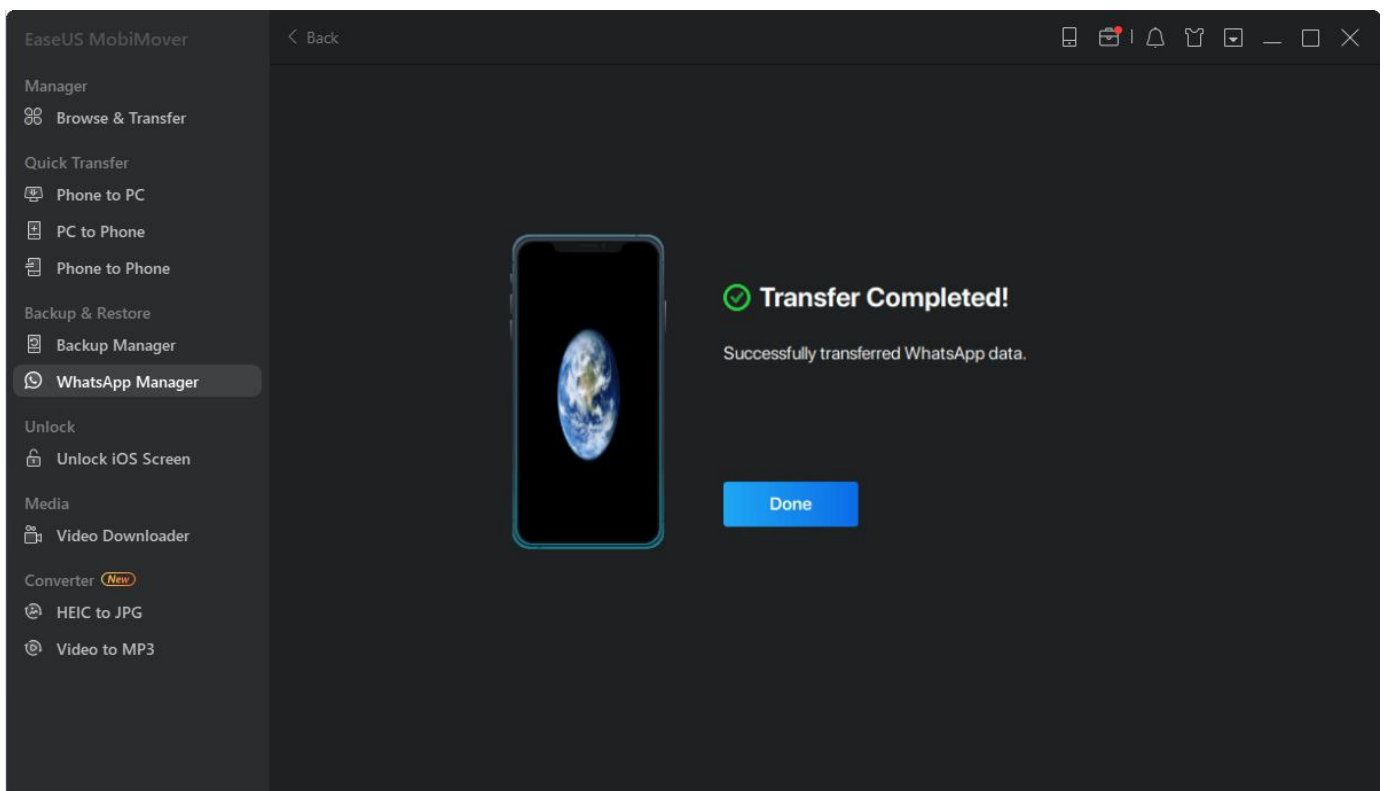 EaseUS MobiMover
Back
Manager
Browse & Transfer
Quick Transfer
Phone to PC
PC to Phone
Phone to Phone
Backup & Restore
Backup Manager
WhatsApp Manager
Unlock
Unlock iOS Screen
Media
Video Downloader
Converter New
HEIC to JPG
Video to MP3
Transfer Completed!
Successfully transferred WhatsApp data.
Done